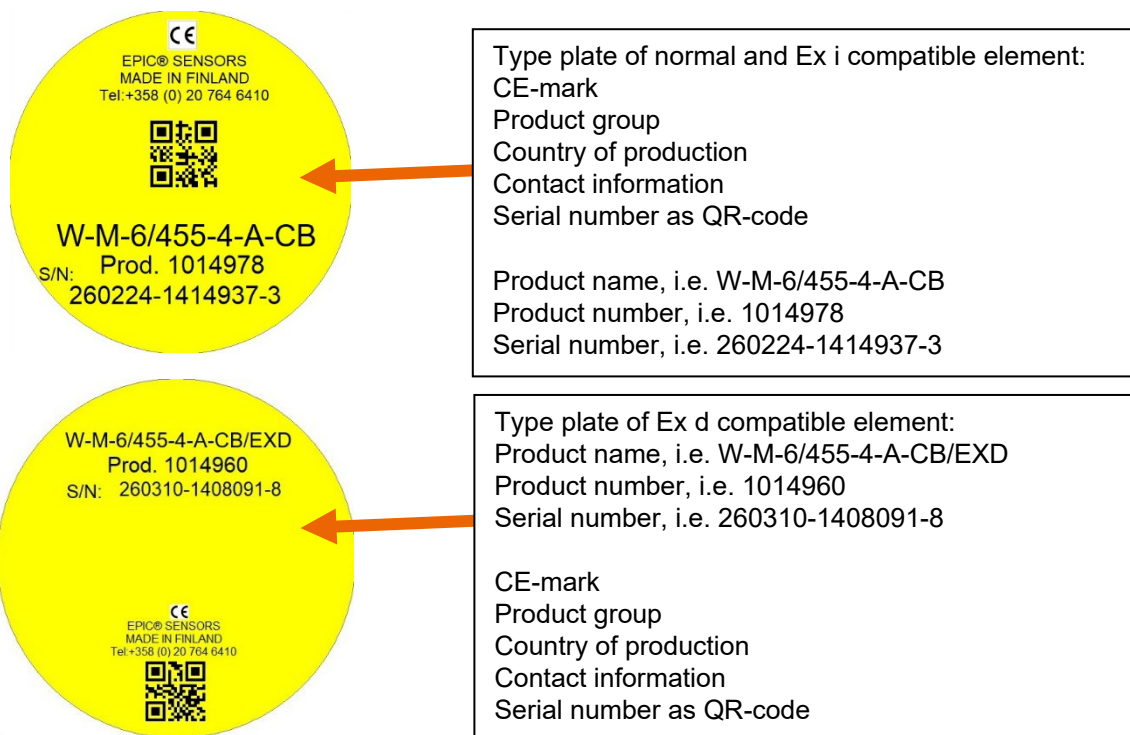 CE
EPIC® SENSORS
MADE IN FINLAND
Tel:+358 (0) 20 764 6410
W-M-6/455-4-A-CB
Prod. 1014978
S/N:
260224-1414937-3
Type plate of normal and Ex i compatible element:
CE-mark
Product group
Country of production
Contact information
Serial number as QR-code
Product name, i.e. W-M-6/455-4-A-CB
Product number, i.e. 1014978
Serial number, i.e. 260224-1414937-3
W-M-6/455-4-A-CB/EXD
Prod. 1014960
S/N: 260310-1408091-8
CE
EPIC® SENSORS
MADE IN FINLAND
Tel:+358 (0) 20 764 6410
Type plate of Ex d compatible element:
Product name, i.e. W-M-6/455-4-A-CB/EXD
Product number, i.e. 1014960
Serial number, i.e. 260310-1408091-8
CE-mark
Product group
Country of production
Contact information
Serial number as QR-code